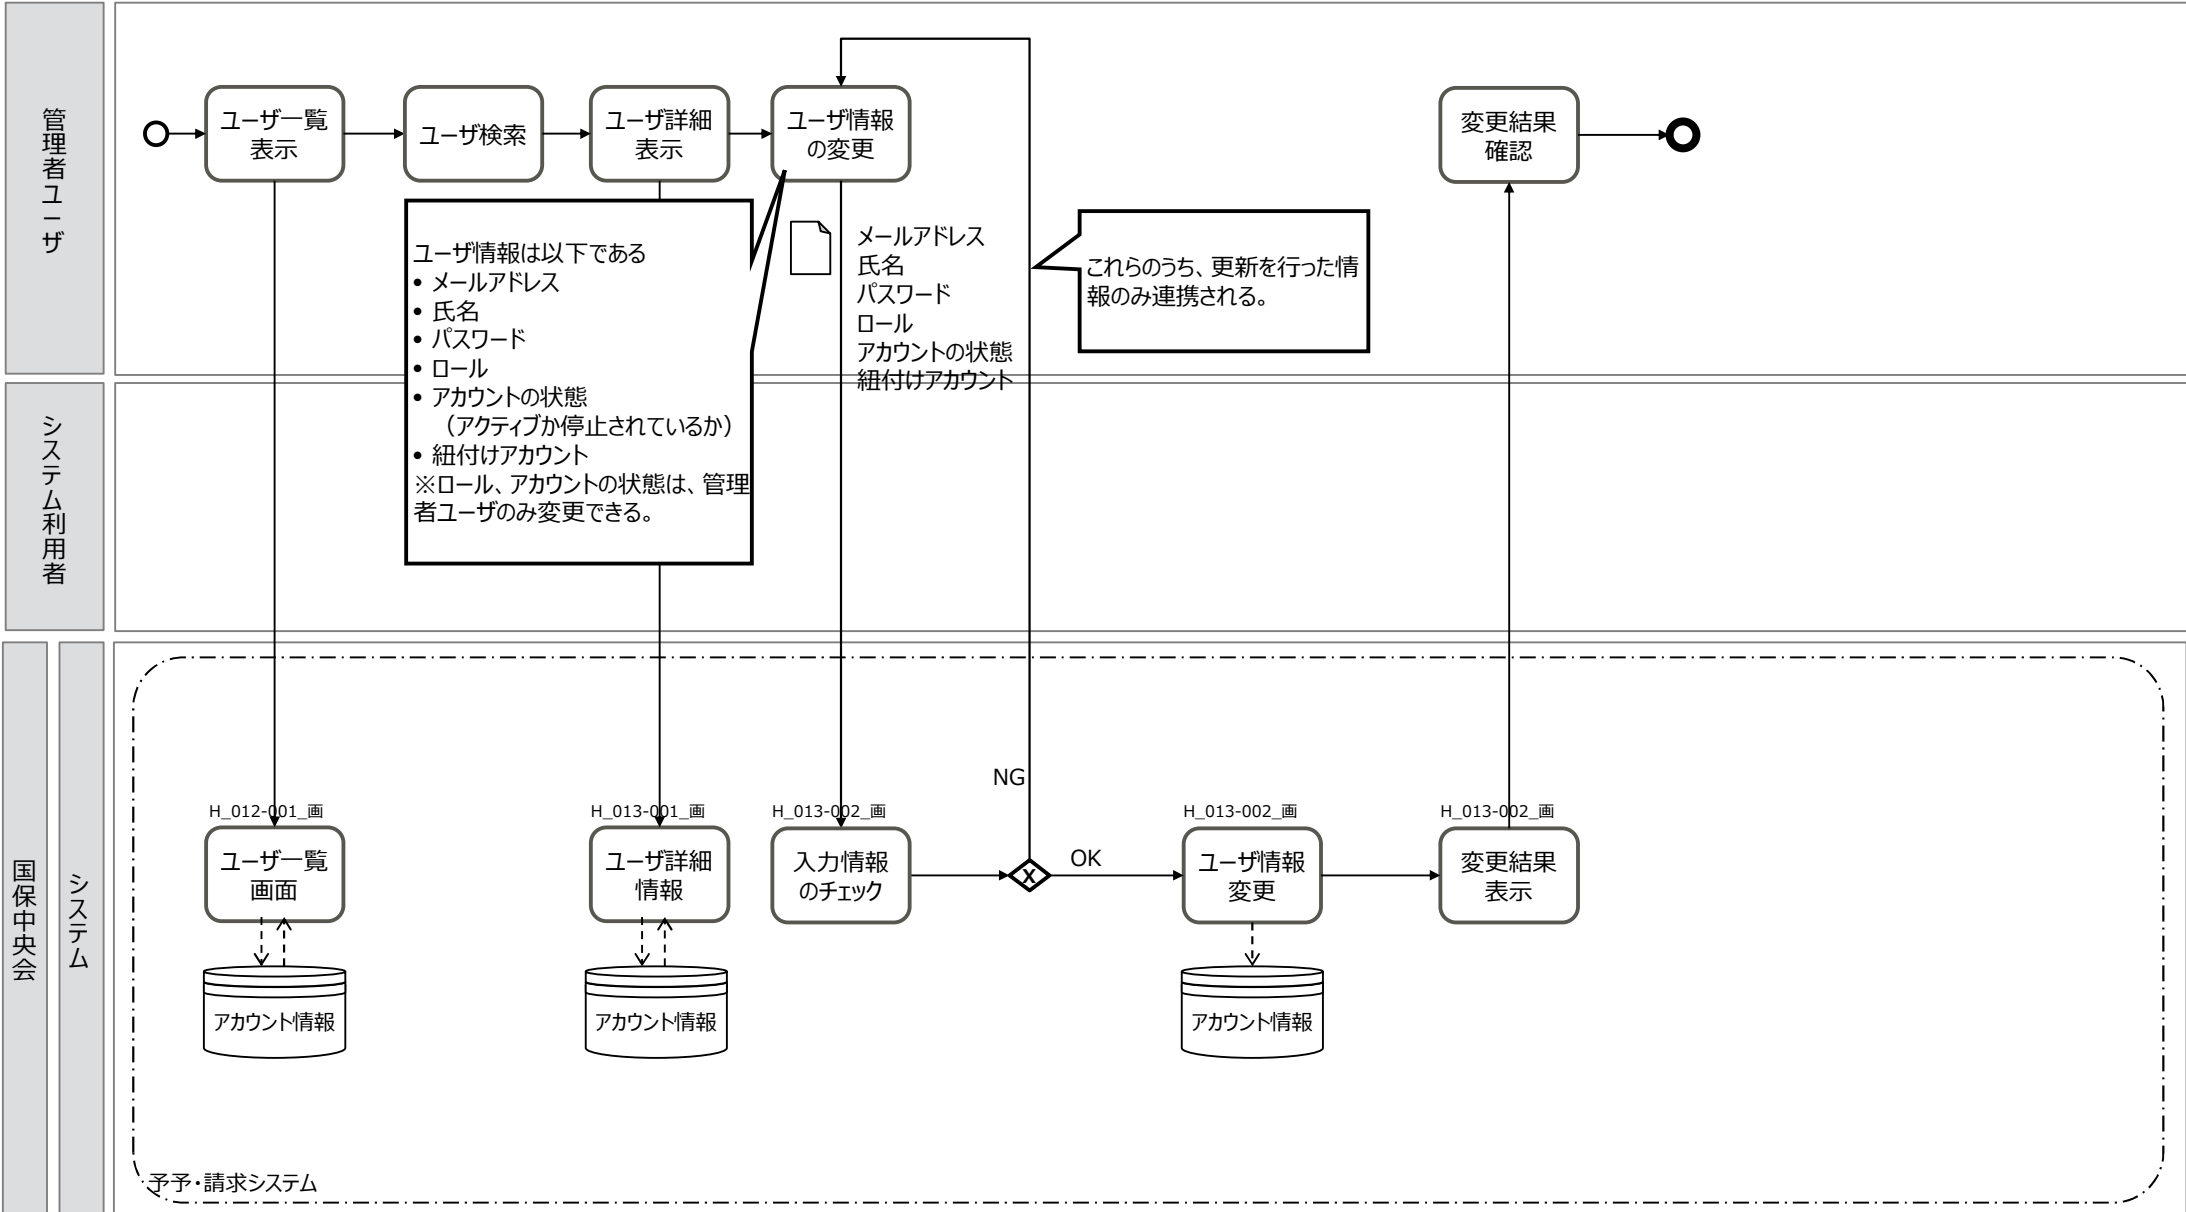 管理者ユーザ
ユーザ一覧
表示
ユーザ検索
ユーザ詳細
表示
ユーザ情報
の変更
変更結果
確認
ユーザ情報は以下である
• メールアドレス
• 氏名
• パスワード
• ロール
• アカウントの状態
（アクティブか停止されているか）
• 紐付けアカウント
※ロール、アカウントの状態は、管理
者ユーザのみ変更できる。
メールアドレス
氏名
パスワード
ロール
アカウントの状態
紐付けアカウント
これらのうち、更新を行った情
報のみ連携される。
システム利用者
国保中央会
システム
NG
H_012-001_画
ユーザ一覧
画面
アカウント情報
H_013-001_画
ユーザ詳細
情報
アカウント情報
H_013-002_画
入力情報
のチェック
X
OK
H_013-002_画
ユーザ情報
変更
アカウント情報
H_013-002_画
変更結果
表示
予予・請求システム